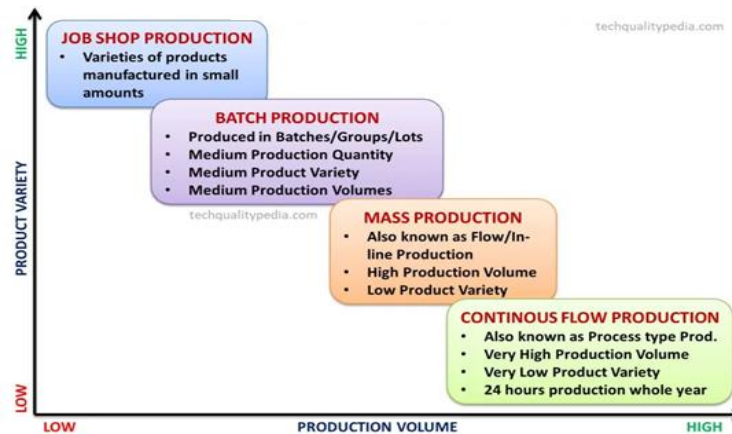 techqualitypedia.com
HIGH
JOB SHOP PRODUCTION
• Varieties of products
manufactured in small
amounts
BATCH PRODUCTION
• Produced in Batches/Groups/Lots
• Medium Production Quantity
• Medium Product Variety
• Medium Production Volumes
techqualitypedia.com
PRODUCT VARIETY
MASS PRODUCTION
• Also known as Flow/In-
line Production
• High Production Volume
• Low Product Variety
CONTINOUS FLOW PRODUCTION
• Also known as Process type Prod.
• Very High Production Volume
• Very Low Product Variety
• 24 hours production whole year
LOW
LOW
PRODUCTION VOLUME
HIGH